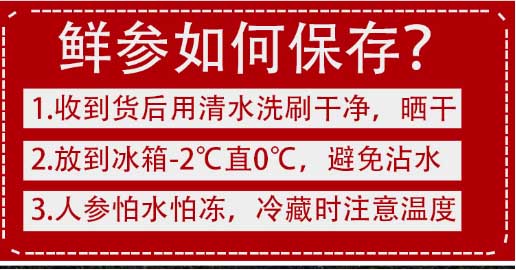 鲜参如何保存?
1.收到货后用清水洗刷干净，晒干
2.放到冰箱-2℃直0℃，避免沾水
3.人参怕水怕冻，冷藏时注意温度